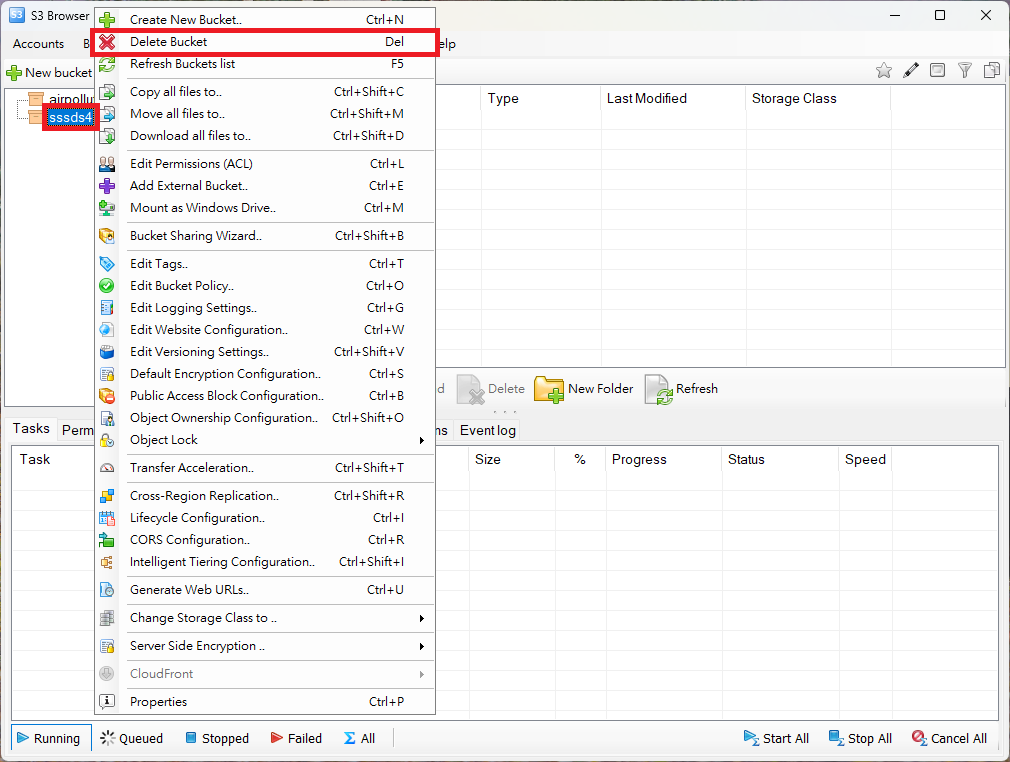 S3 Browser
Accounts
New bucket
airpollu
sssds4
Create New Bucket.. Ctrl+N
Delete Bucket Del
Refresh Buckets list F5
Copy all files to.. Ctrl+Shift+C
Move all files to.. Ctrl+Shift+M
Download all files to.. Ctrl+Shift+D
Edit Permissions (ACL) Ctrl+L
Add External Bucket.. Ctrl+E
Mount as Windows Drive.. Ctrl+M
Bucket Sharing Wizard.. Ctrl+Shift+B
Edit Tags.. Ctrl+T
Edit Bucket Policy.. Ctrl+O
Edit Logging Settings.. Ctrl+G
Edit Website Configuration.. Ctrl+W
Edit Versioning Settings.. Ctrl+Shift+V
Default Encryption Configuration.. Ctrl+S
Public Access Block Configuration.. Ctrl+B
Object Ownership Configuration.. Ctrl+Shift+O
Object Lock
Transfer Acceleration.. Ctrl+Shift+T
Cross-Region Replication.. Ctrl+Shift+R
Lifecycle Configuration.. Ctrl+I
CORS Configuration.. Ctrl+R
Intelligent Tiering Configuration.. Ctrl+Shift+I
Generate Web URLs.. Ctrl+U
Change Storage Class to ..
Server Side Encryption ..
CloudFront
Properties Ctrl+P
elp
Type Last Modified Storage Class
d Delete New Folder Refresh
Tasks Perm ns Event log
Task Size % Progress Status Speed
Running Queued Stopped Failed All Start All Stop All Cancel All